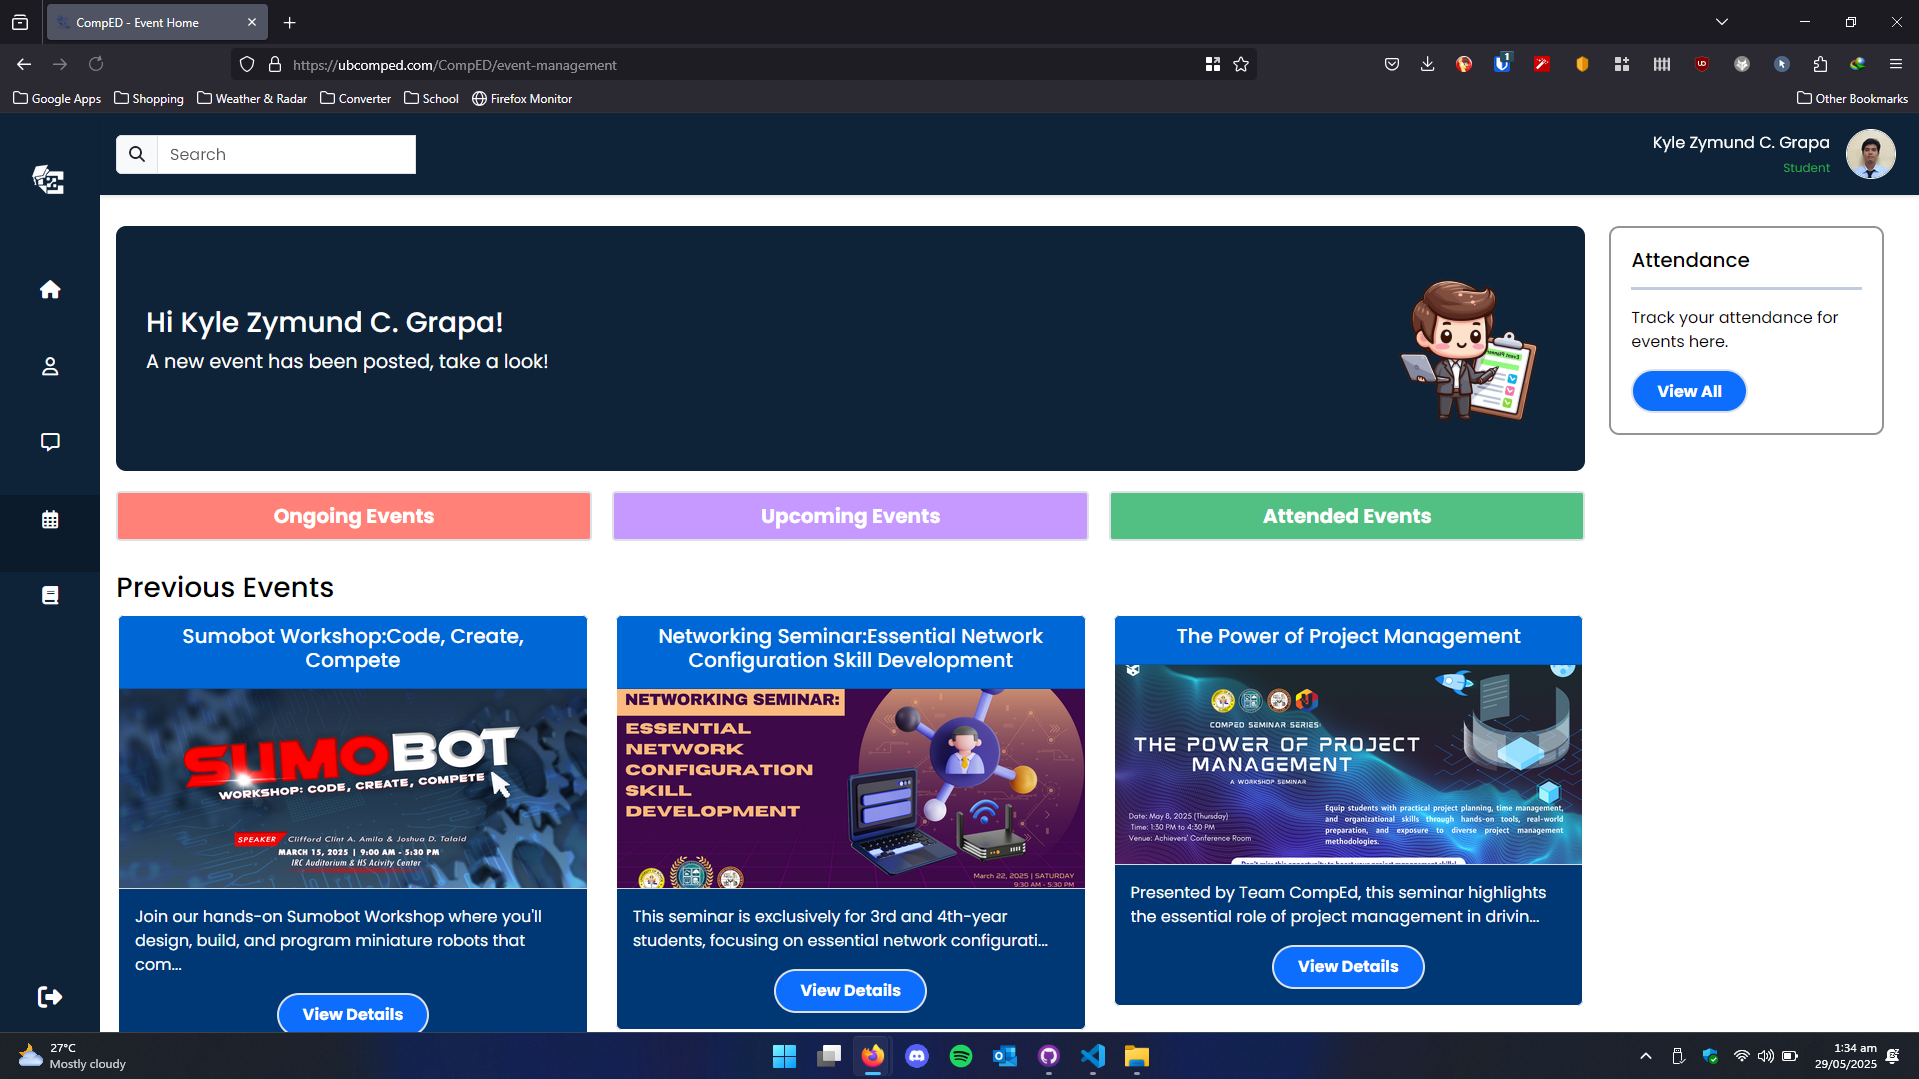 CompED - Event Home
https://ubcomped.com/CompED/event-management
1
Google Apps
Shopping
Weather & Radar
Converter
School
Firefox Monitor
Other Bookmarks
Search
Kyle Zymund C. Grapa
Student
Hi Kyle Zymund C. Grapa!
A new event has been posted, take a look!
Attendance
Track your attendance for
events here.
View All
Ongoing Events
Upcoming Events
Attended Events
Previous Events
Sumobot Workshop:Code, Create,
Compete
SUMOBOT
WORKSHOP: CODE, CREATE, COMPETE
SPEAKER Clifford Clint A. Amila & Joshua D. Talaid
MARCH 15, 2025 | 9:00 AM - 5:30 PM
IRC Auditorium & HS Acivity Center
Join our hands-on Sumobot Workshop where you'll
design, build, and program miniature robots that
com...
View Details
Networking Seminar:Essential Network
Configuration Skill Development
NETWORKING SEMINAR:
ESSENTIAL
NETWORK
CONFIGURATION
SKILL
DEVELOPMENT
March 22, 2025 | SATURDAY
9:30 AM - 5:30 PM
This seminar is exclusively for 3rd and 4th-year
students, focusing on essential network configurati...
View Details
The Power of Project Management
COMPED SEMINAR SERIES
THE POWER OF PROJECT
MANAGEMENT
A WORKSHOP SEMINAR
Date: May 8, 2025 (Thursday)
Time: 1:30 PM to 4:30 PM
Venue: Achievers' Conference Room
Equip students with practical project planning, time management,
and organizational skills through hands-on tools, real-world
preparation, and exposure to diverse project management
methodologies.
Presented by Team CompEd, this seminar highlights
the essential role of project management in drivin...
View Details
27°C
Mostly cloudy
1:34 am
29/05/2025